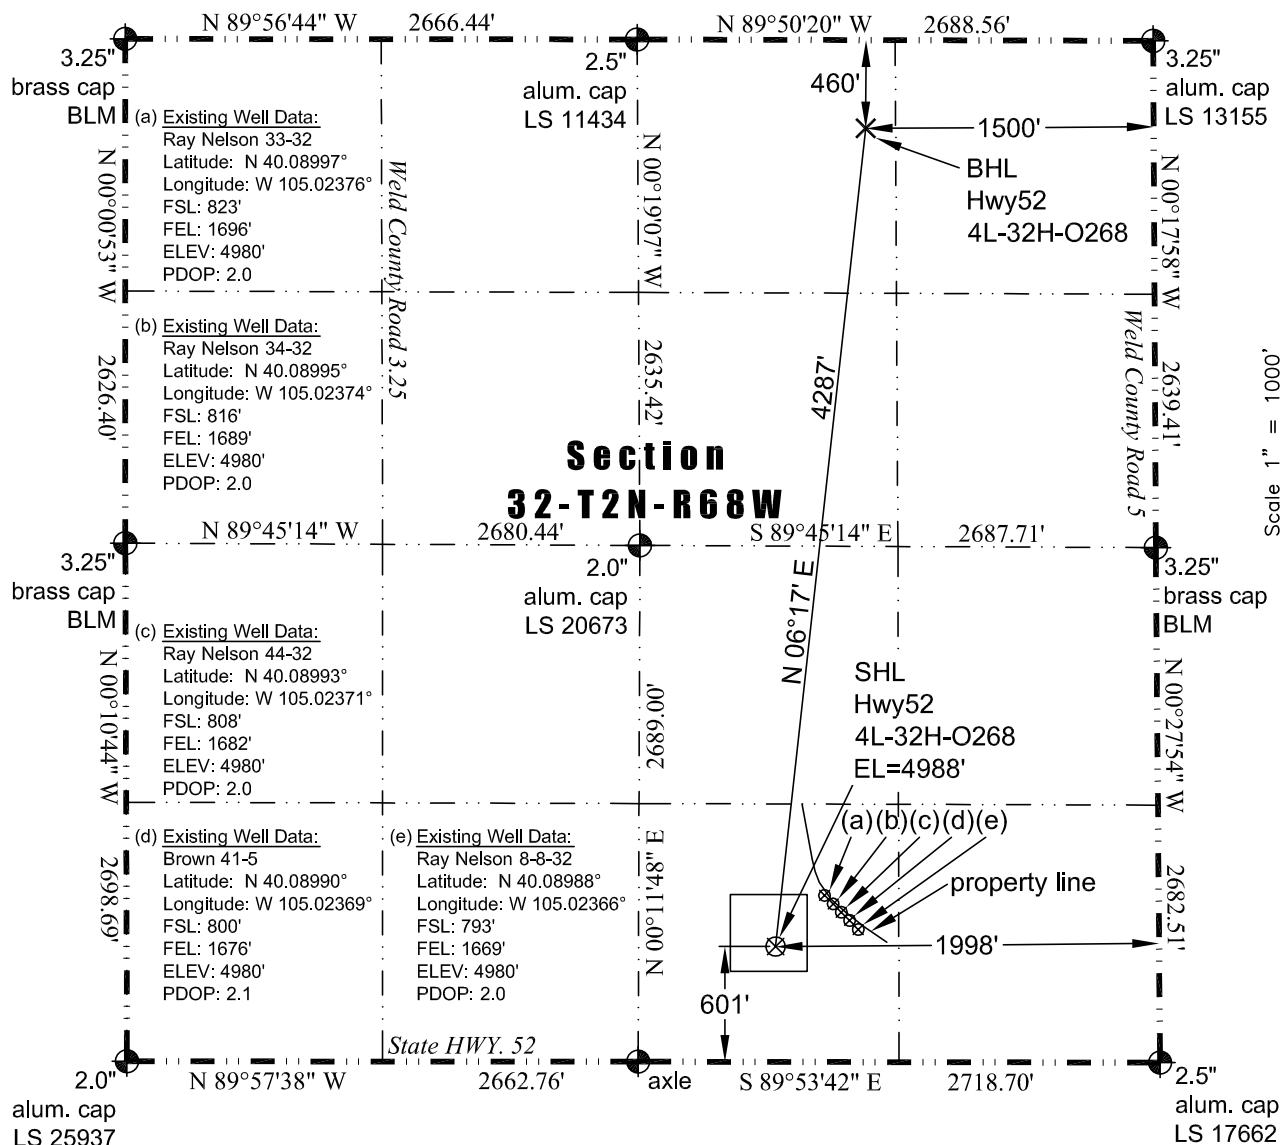 N 89°56'44" W 2666.44' N 89°50'20" W 2688.56'
3.25"
brass cap
BLM
2.5"
alum. cap
LS 11434
460'
3.25"
alum. cap
LS 13155
1500'
BHL
Hwy52
4L-32H-O268
(a) Existing Well Data:
Ray Nelson 33-32
Latitude: N 40.08997°
Longitude: W 105.02376°
FSL: 823'
FEL: 1696'
ELEV: 4980'
PDOP: 2.0
N 00°00'53" W
2626.40'
Weld County Road 3.25
N 00°19'07" W
2635.42'
N 00°17'58" W
2639.41'
Weld County Road 5
Scale 1" = 1000'
(b) Existing Well Data:
Ray Nelson 34-32
Latitude: N 40.08995°
Longitude: W 105.02374°
FSL: 816'
FEL: 1689'
ELEV: 4980'
PDOP: 2.0
4287'
N 06°17' E
Section
32-T2N-R68W
N 89°45'14" W 2680.44' S 89°45'14" E 2687.71'
3.25"
brass cap
BLM
2.0"
alum. cap
LS 20673
3.25"
brass cap
BLM
(c) Existing Well Data:
Ray Nelson 44-32
Latitude: N 40.08993°
Longitude: W 105.02371°
FSL: 808'
FEL: 1682'
ELEV: 4980'
PDOP: 2.0
N 00°10'44" W
2698.69'
2689.00'
N 00°11'48" E
N 00°27'54" W
2682.51'
SHL
Hwy52
4L-32H-O268
EL=4988'
(a)(b)(c)(d)(e)
property line
1998'
601'
(d) Existing Well Data:
Brown 41-5
Latitude: N 40.08990°
Longitude: W 105.02369°
FSL: 800'
FEL: 1676'
ELEV: 4980'
PDOP: 2.1
(e) Existing Well Data:
Ray Nelson 8-8-32
Latitude: N 40.08988°
Longitude: W 105.02366°
FSL: 793'
FEL: 1669'
ELEV: 4980'
PDOP: 2.0
State HWY. 52
N 89°57'38" W 2662.76' axle S 89°53'42" E 2718.70'
2.0"
alum. cap
LS 25937
2.5"
alum. cap
LS 17662